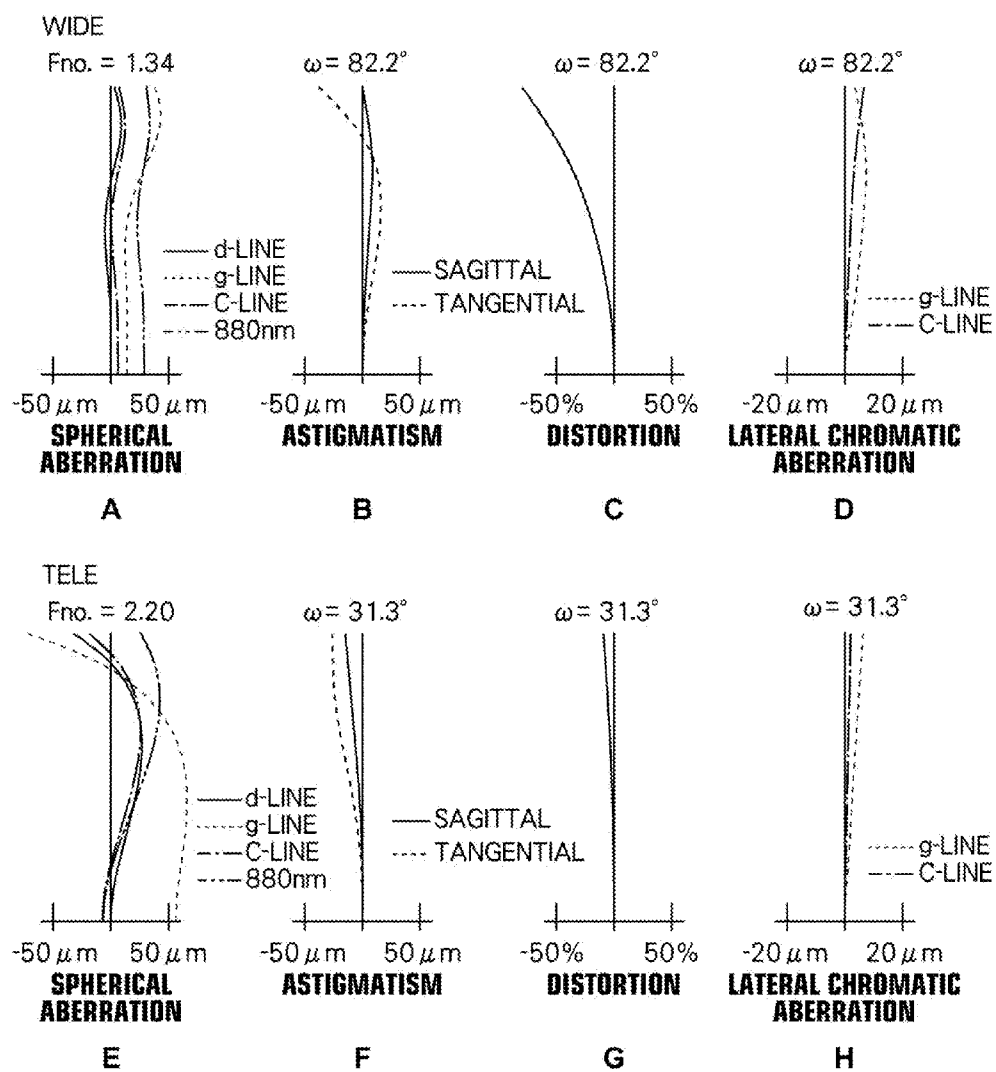 WIDE
Fno. = 1.34
ω= 82.2°
ω= 82.2°
ω= 82.2°
d-LINE
g-LINE
C-LINE
880nm
SAGITTAL
TANGENTIAL
g-LINE
C-LINE
-50 μm 50 μm
-50 μm 50 μm
-50% 50%
-20 μm 20 μm
SPHERICAL
ABERRATION
ASTIGMATISM
DISTORTION
LATERAL CHROMATIC
ABERRATION
A
B
C
D
TELE
Fno. = 2.20
ω= 31.3°
ω= 31.3°
ω= 31.3°
d-LINE
g-LINE
C-LINE
880nm
SAGITTAL
TANGENTIAL
g-LINE
C-LINE
-50 μm 50 μm
-50 μm 50 μm
-50% 50%
-20 μm 20 μm
SPHERICAL
ABERRATION
ASTIGMATISM
DISTORTION
LATERAL CHROMATIC
ABERRATION
E
F
G
H